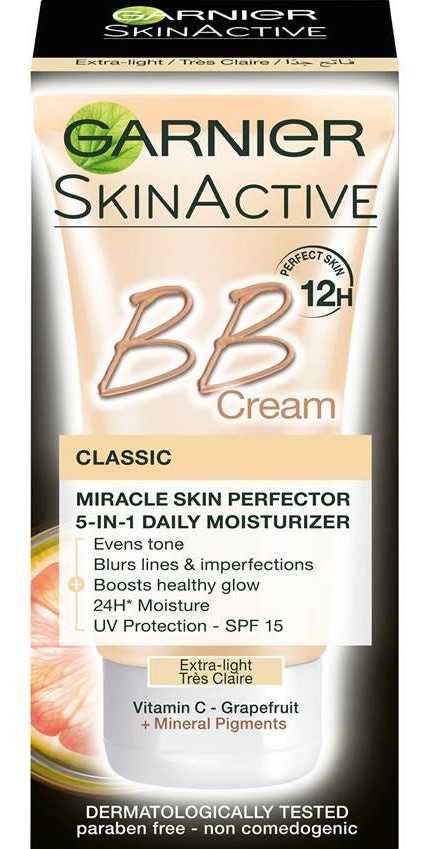 GARNIER
SKINACTIVE
Extra-light / Très Claire / فاتح جدًا
GARNIER
SKINACTIVE
PERFECT SKIN
12H
BB
Cream
CLASSIC
MIRACLE SKIN PERFECTOR
5-IN-1 DAILY MOISTURIZER
Evens tone
Blurs lines & imperfections
+ Boosts healthy glow
24H* Moisture
UV Protection - SPF 15
Extra-light
Très Claire
Vitamin C - Grapefruit
+ Mineral Pigments
DERMATOLOGICALLY TESTED
paraben free - non comedogenic